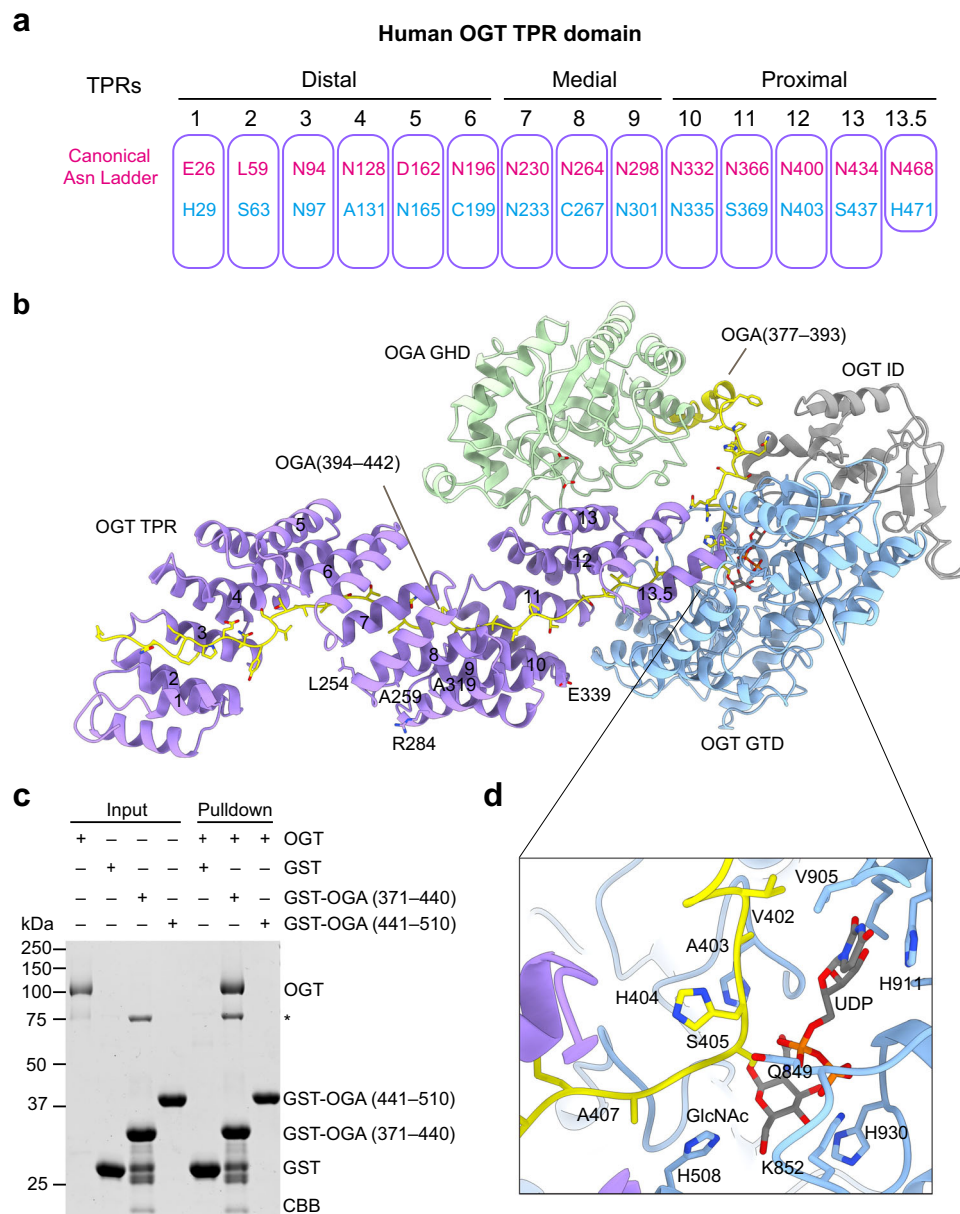 a
Human OGT TPR domain
TPRs
Distal Medial Proximal
1 2 3 4 5 6 7 8 9 10 11 12 13 13.5
Canonical
Asn Ladder
E26 L59 N94 N128 D162 N196 N230 N264 N298 N332 N366 N400 N434 N468
H29 S63 N97 A131 N165 C199 N233 C267 N301 N335 S369 N403 S437 H471
b
OGA GHD
OGA(377–393)
OGT ID
OGA(394–442)
OGT TPR
5
13
12
6
4
13.5
11
3
7
8
9
10
2
1
L254
A259
A319
E339
R284
OGT GTD
c
Input Pulldown
+ – – – + + + OGT
– + – – + – – GST
– – + – – + – GST-OGA (371–440)
– – – + – – + GST-OGA (441–510)
kDa
250
150
100
75
50
37
25
OGT
*
GST-OGA (441–510)
GST-OGA (371–440)
GST
CBB
d
V905
V402
A403
H404
H911
UDP
S405
Q849
A407
GlcNAc
H930
K852
H508